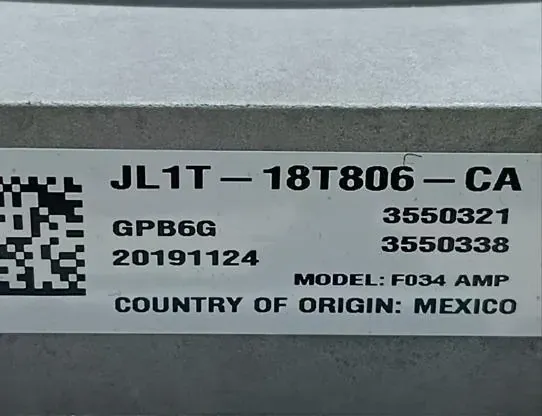 JL1T-18T806-CA
GPB6G 3550321
20191124 3550338
MODEL: F034 AMP
COUNTRY OF ORIGIN: MEXICO